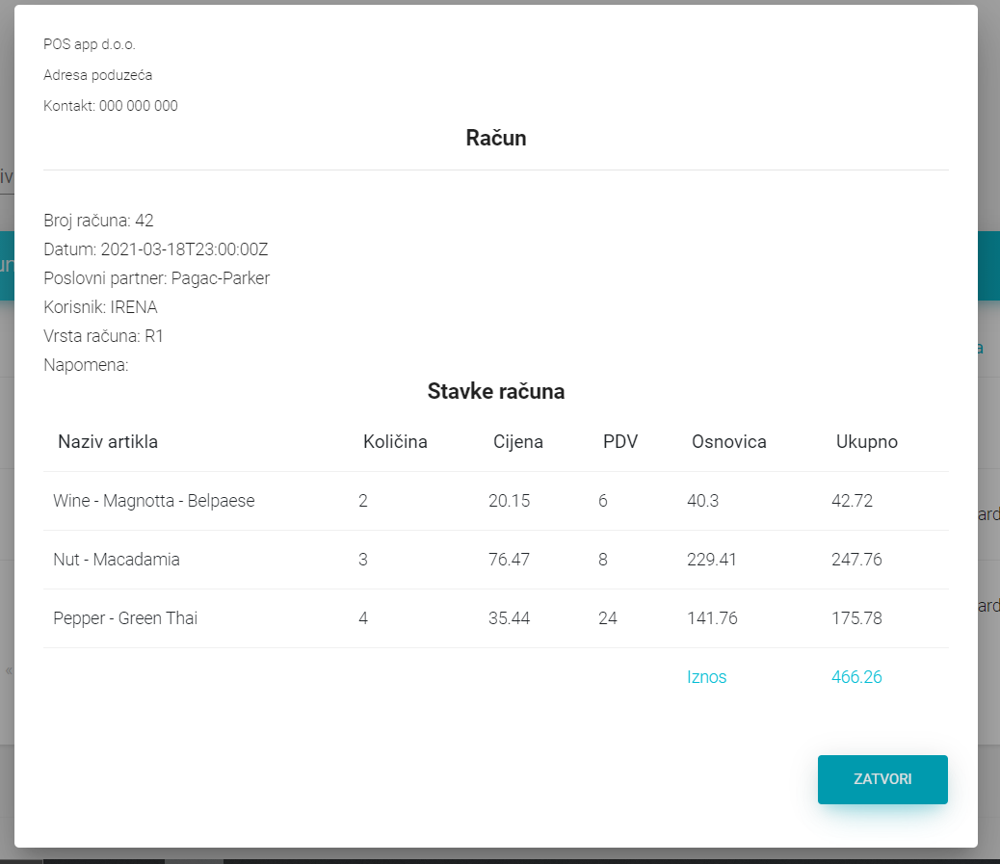 POS app d.o.o.
Adresa poduzeća
Kontakt: 000 000 000
Račun
Broj računa: 42
Datum: 2021-03-18T23:00:00Z
Poslovni partner: Pagac-Parker
Korisnik: IRENA
Vrsta računa: R1
Napomena:
Stavke računa
Naziv artikla Količina Cijena PDV Osnovica Ukupno
Wine - Magnotta - Belpaese 2 20.15 6 40.3 42.72
Nut - Macadamia 3 76.47 8 229.41 247.76
Pepper - Green Thai 4 35.44 24 141.76 175.78
Iznos 466.26
ZATVORI